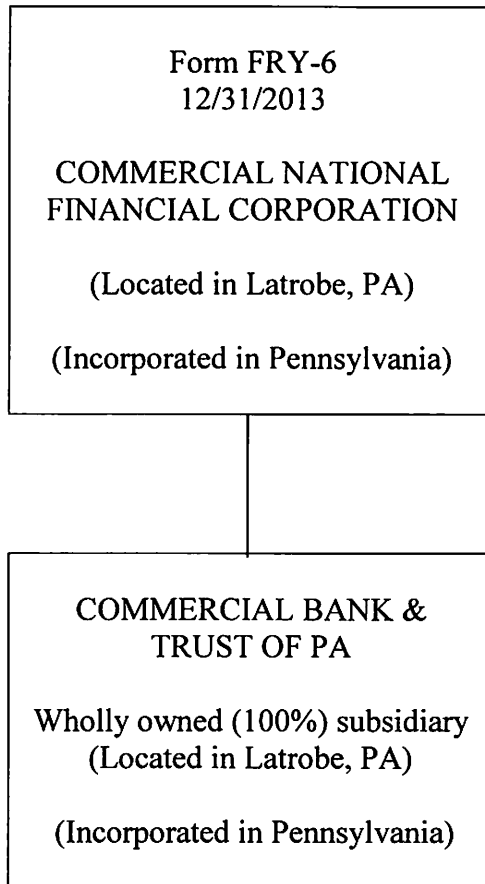 Form FRY-6
12/31/2013
COMMERCIAL NATIONAL
FINANCIAL CORPORATION
(Located in Latrobe, PA)
(Incorporated in Pennsylvania)
COMMERCIAL BANK &
TRUST OF PA
Wholly owned (100%) subsidiary
(Located in Latrobe, PA)
(Incorporated in Pennsylvania)